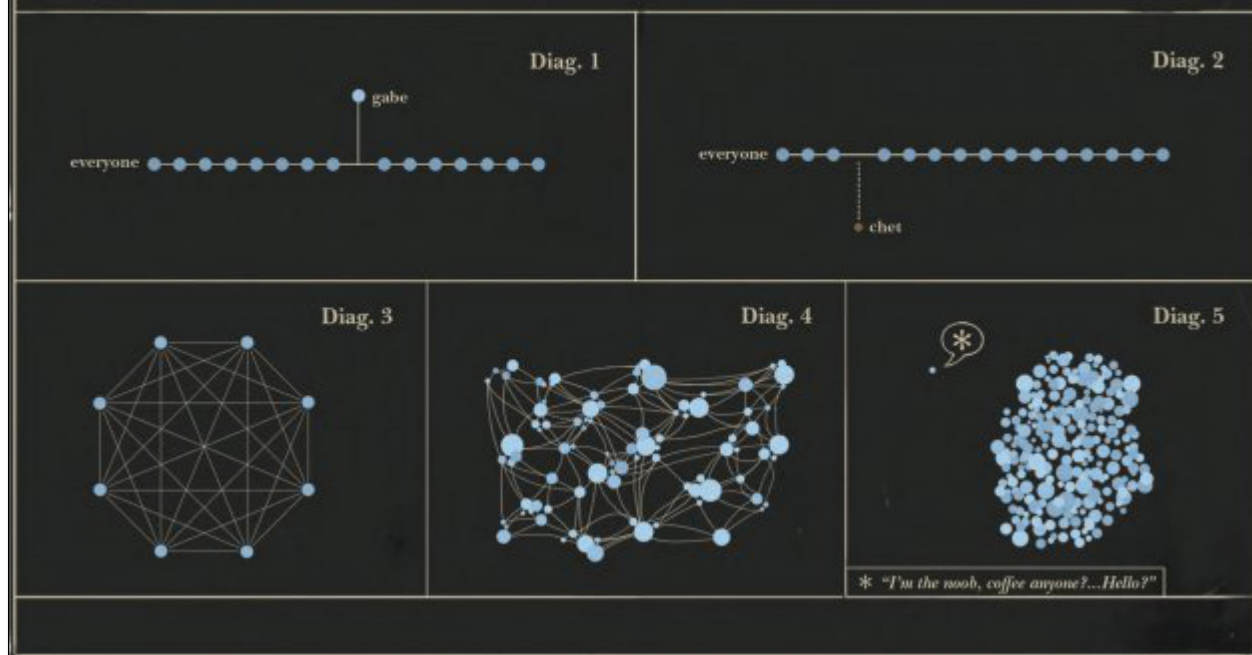 Diag. 1
gabe
everyone
Diag. 2
everyone
chet
Diag. 3
Diag. 4
Diag. 5
*
* "I'm the noob, coffee anyone?...Hello?"